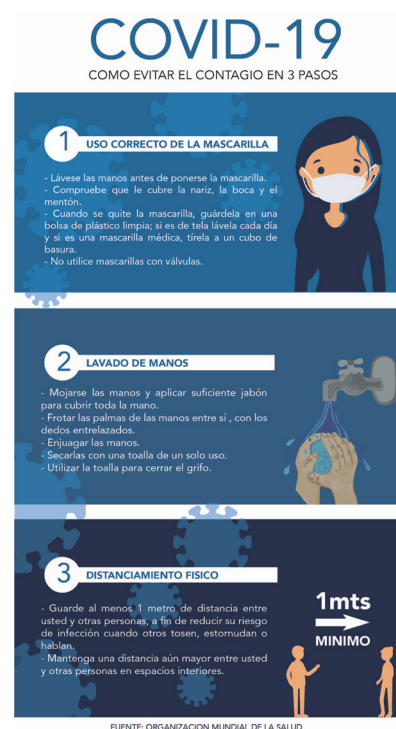 COVID-19
COMO EVITAR EL CONTAGIO EN 3 PASOS
1
USO CORRECTO DE LA MASCARILLA
- Lávese las manos antes de ponerse la mascarilla.
- Compruebe que le cubre la nariz, la boca y el
mentón.
- Cuando se quite la mascarilla, guárdela en una
bolsa de plástico limpia; si es de tela lávela cada día
y si es una mascarilla médica, tírela a un cubo de
basura.
- No utilice mascarillas con válvulas.
2
LAVADO DE MANOS
- Mojarse las manos y aplicar suficiente jabón
para cubrir toda la mano.
- Frotar las palmas de las manos entre sí , con los
dedos entrelazados.
- Enjuagar las manos.
- Secarlas con una toalla de un solo uso.
- Utilizar la toalla para cerrar el grifo.
3
DISTANCIAMIENTO FISICO
- Guarde al menos 1 metro de distancia entre
usted y otras personas, a fin de reducir su riesgo
de infección cuando otros tosen, estornudan o
hablan.
- Mantenga una distancia aún mayor entre usted
y otras personas en espacios interiores.
1mts
MINIMO
FUENTE: ORGANIZACION MUNDIAL DE LA SALUD